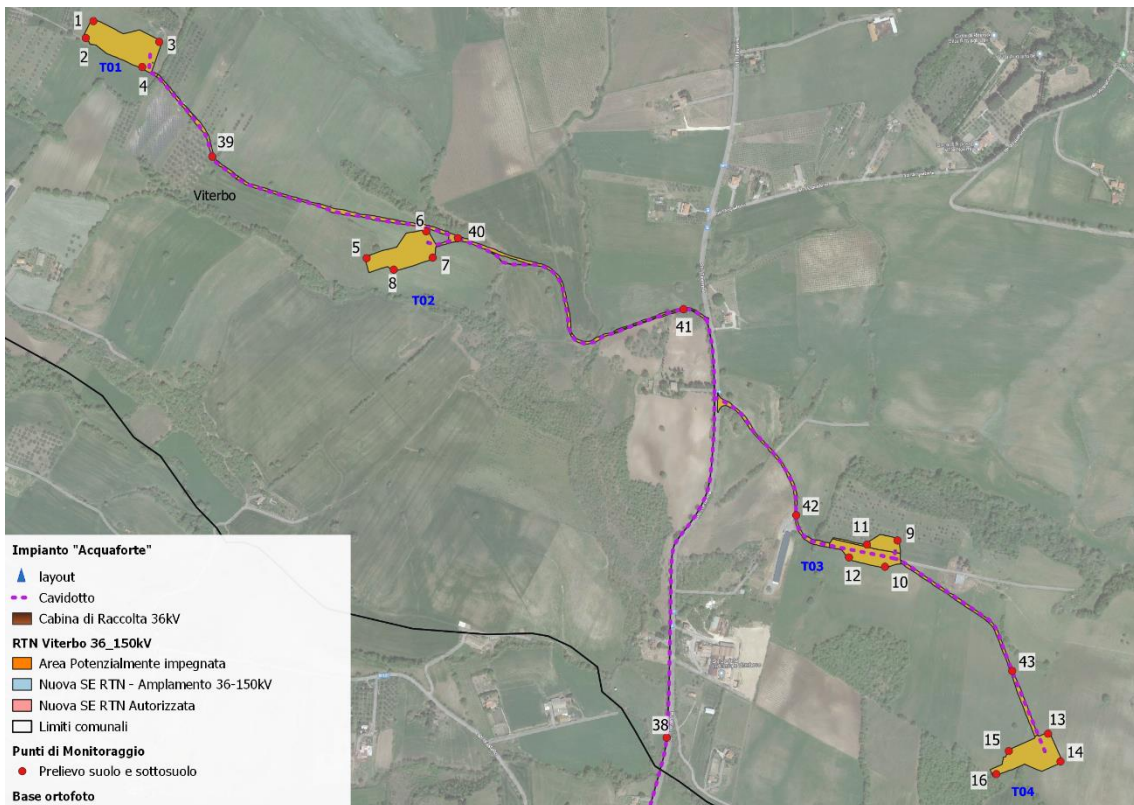 1
2
3
T01
4
39
Viterbo
6
40
5
7
8
T02
41
42
11
9
T03
12
10
43
38
13
15
14
16
T04
Impianto "Acquaforte"
layout
Cavidotto
Cabina di Raccolta 36kV
RTN Viterbo 36_150kV
Area Potenzialmente impegnata
Nuova SE RTN - Amplamento 36-150kV
Nuova SE RTN Autorizzata
Limiti comunali
Punti di Monitoraggio
Prelievo suolo e sottosuolo
Base ortofoto